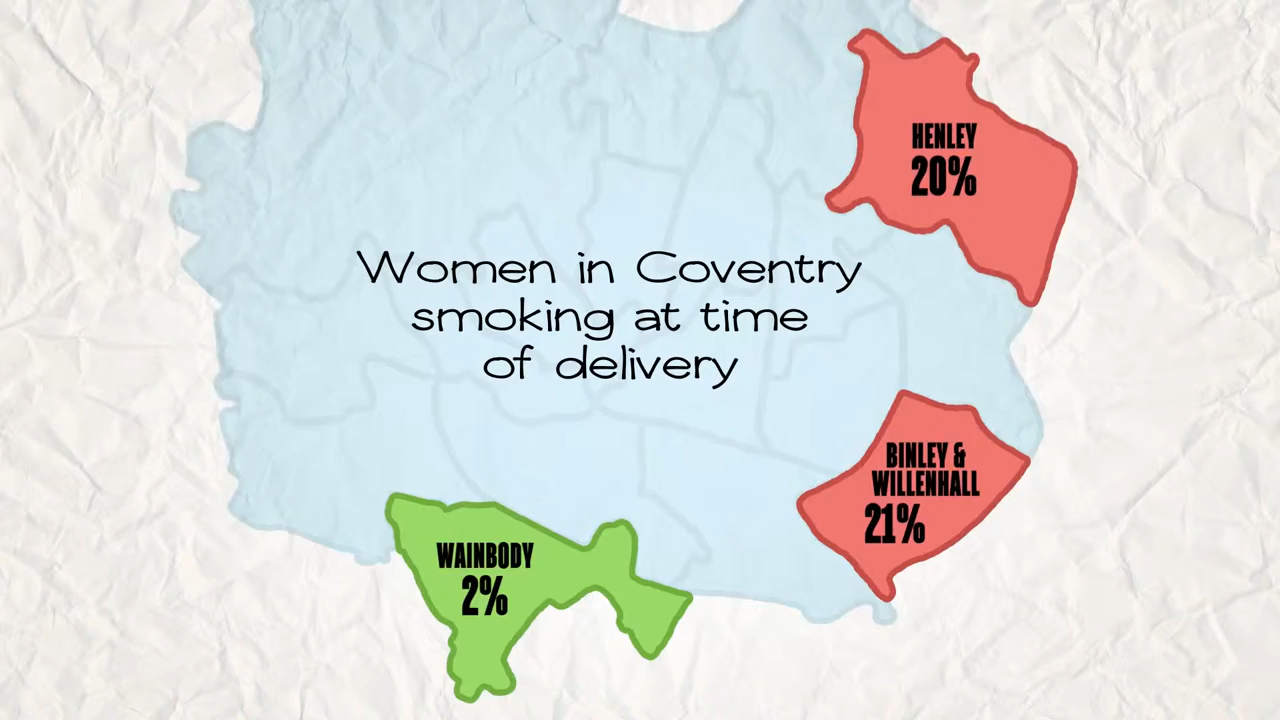 HENLEY
20%
Women in Coventry
smoking at time
of delivery
BINLEY &
WILLENHALL
21%
WAINBODY
2%